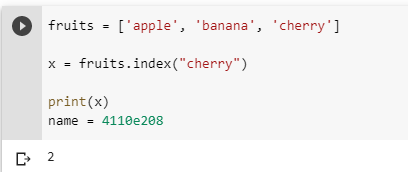 fruits = ['apple', 'banana', 'cherry']
x = fruits.index("cherry")
print(x)
name = 4110e208
2